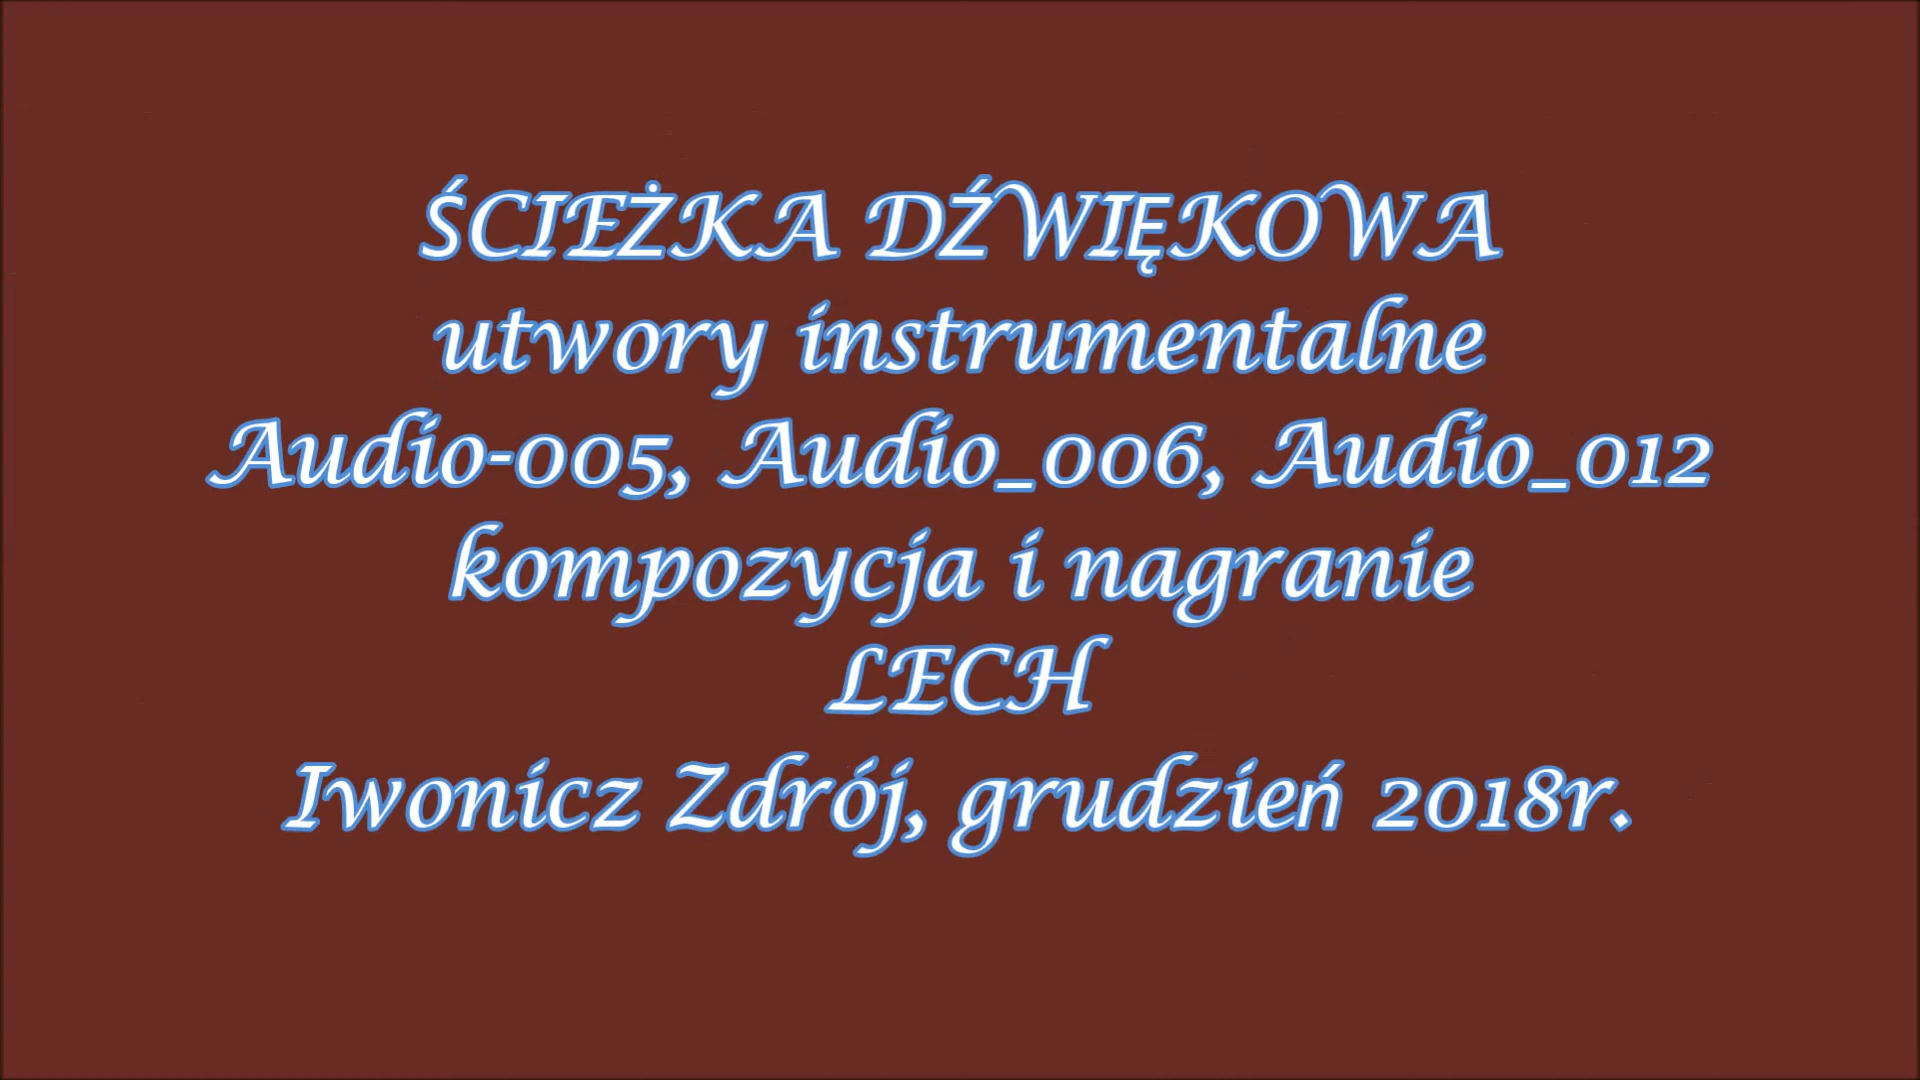 ŚCIEŻKA DŹWIĘKOWA
utwory instrumentalne
Audio-005, Audio_006, Audio_012
kompozycja i nagranie
LECH
Iwonicz Zdrój, grudzień 2018r.